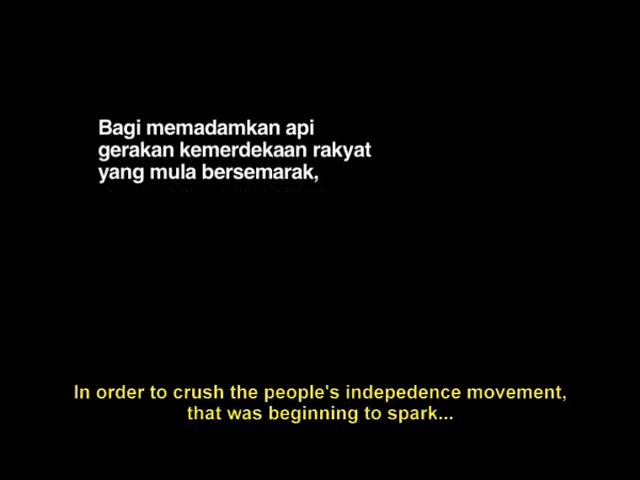 Bagi memadamkan api
gerakan kemerdekaan rakyat
yang mula bersemarak,
In order to crush the people's indepedence movement,
that was beginning to spark...